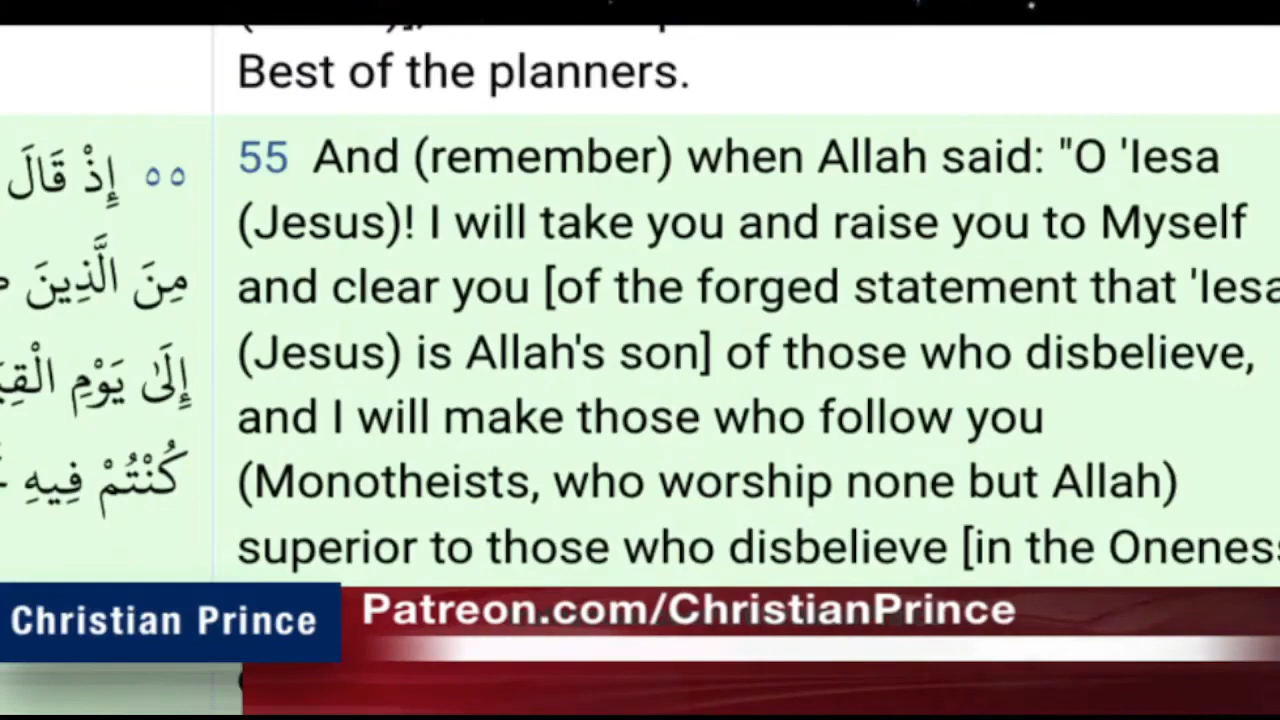 Best of the planners.
55 And (remember) when Allah said: "O 'Iesa
(Jesus)! I will take you and raise you to Myself
and clear you [of the forged statement that 'Iesa
(Jesus) is Allah's son] of those who disbelieve,
and I will make those who follow you
(Monotheists, who worship none but Allah)
superior to those who disbelieve [in the Oneness
٥٥ إِذْ قَالَ
مِنَ الَّذِينَ
إِلَىٰ يَوْمِ
كُنْتُمْ فِيهِ
Christian Prince
Patreon.com/ChristianPrince